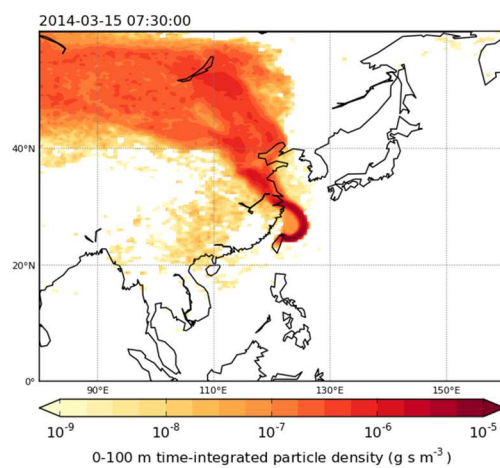 2014-03-15 07:30:00
40°N
20°N
0°
90°E 110°E 130°E 150°E
10⁻⁹ 10⁻⁸ 10⁻⁷ 10⁻⁶ 10⁻⁵
0-100 m time-integrated particle density (g s m⁻³)